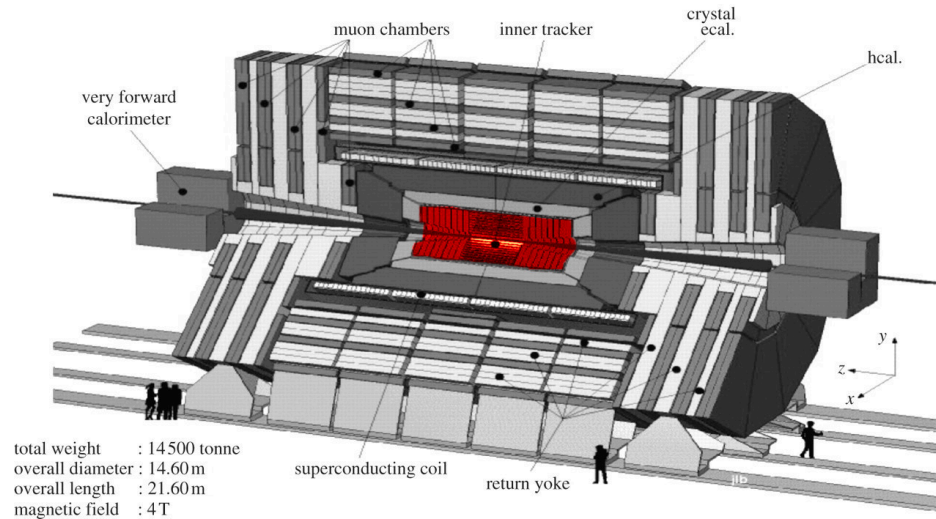 muon chambers
inner tracker
crystal
ecal.
hcal.
very forward
calorimeter
y
z
x
total weight : 14 500 tonne
overall diameter : 14.60 m
overall length : 21.60 m
magnetic field : 4 T
superconducting coil
return yoke
jlb